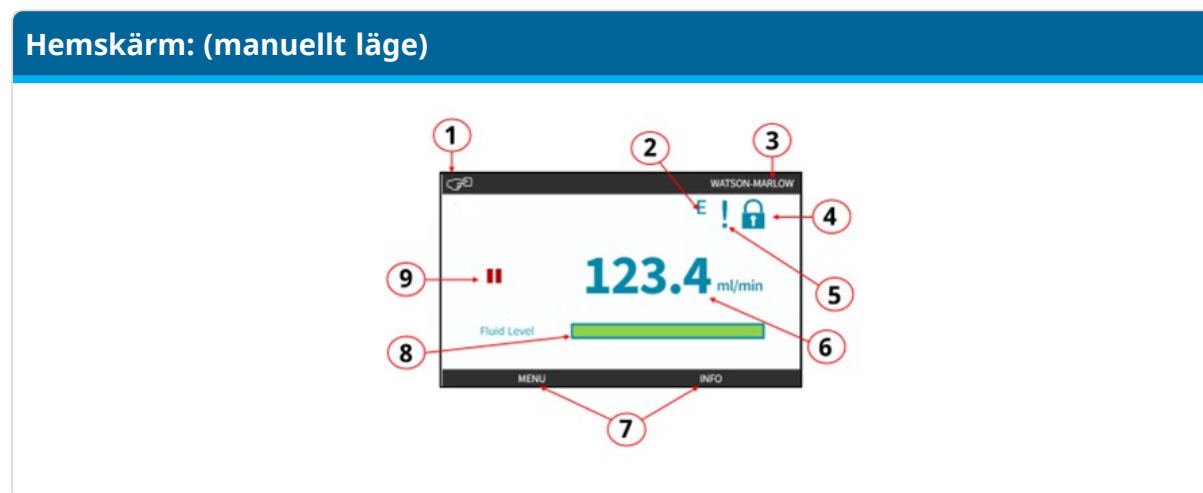 Hemskärm: (manuellt läge)
1
2
3
WATSON-MARLOW
E ! 4
5
9
123.4 ml/min
6
Fluid Level
8
MENU INFO
7